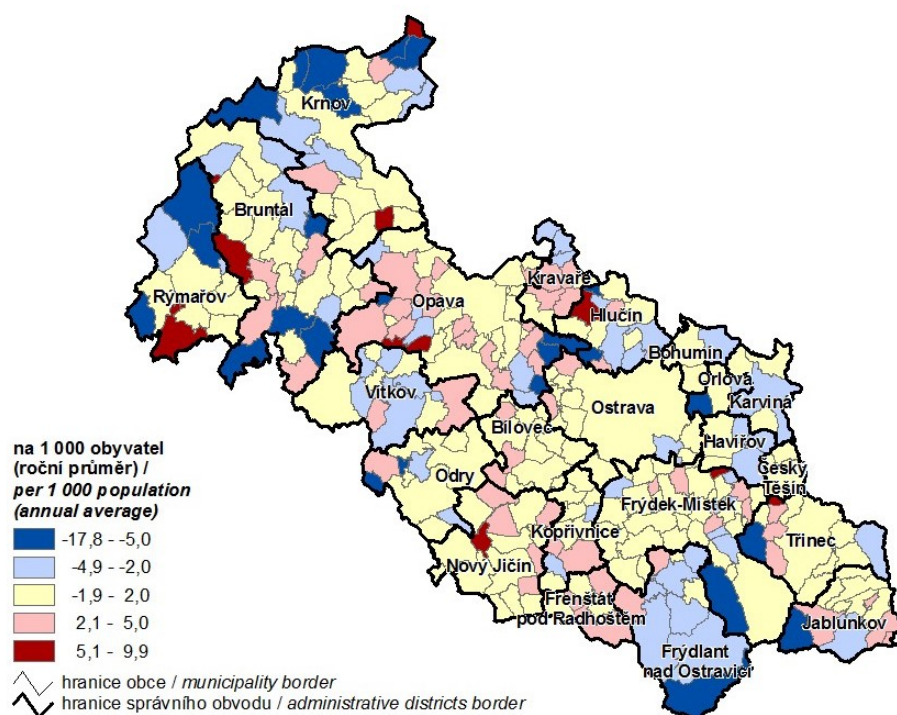 Krnov
Bruntál
Rýmařov
Opava
Kravaře
Hlučín
Bohumín
Orlová
Karviná
Vítkov
Ostrava
Bílovec
Havířov
Český
Těšín
Odry
Frýdek-Místek
Třinec
Kopřivnice
Nový Jičín
Frenštát
pod Radhoštěm
Jablunkov
Frýdlant
nad Ostravicí
na 1 000 obyvatel
(roční průměr) /
per 1 000 population
(annual average)
-17,8 - -5,0
-4,9 - -2,0
-1,9 - 2,0
2,1 - 5,0
5,1 - 9,9
hranice obce / municipality border
hranice správního obvodu / administrative districts border